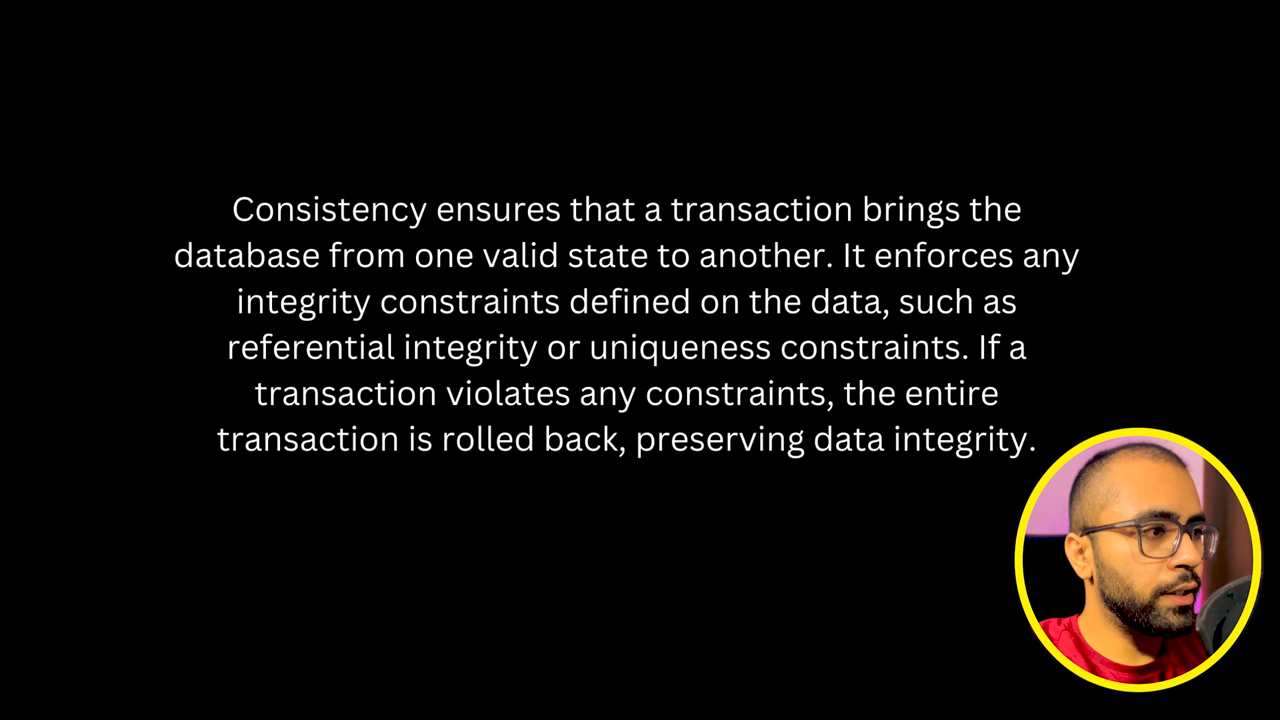 Consistency ensures that a transaction brings the
database from one valid state to another. It enforces any
integrity constraints defined on the data, such as
referential integrity or uniqueness constraints. If a
transaction violates any constraints, the entire
transaction is rolled back, preserving data integrity.